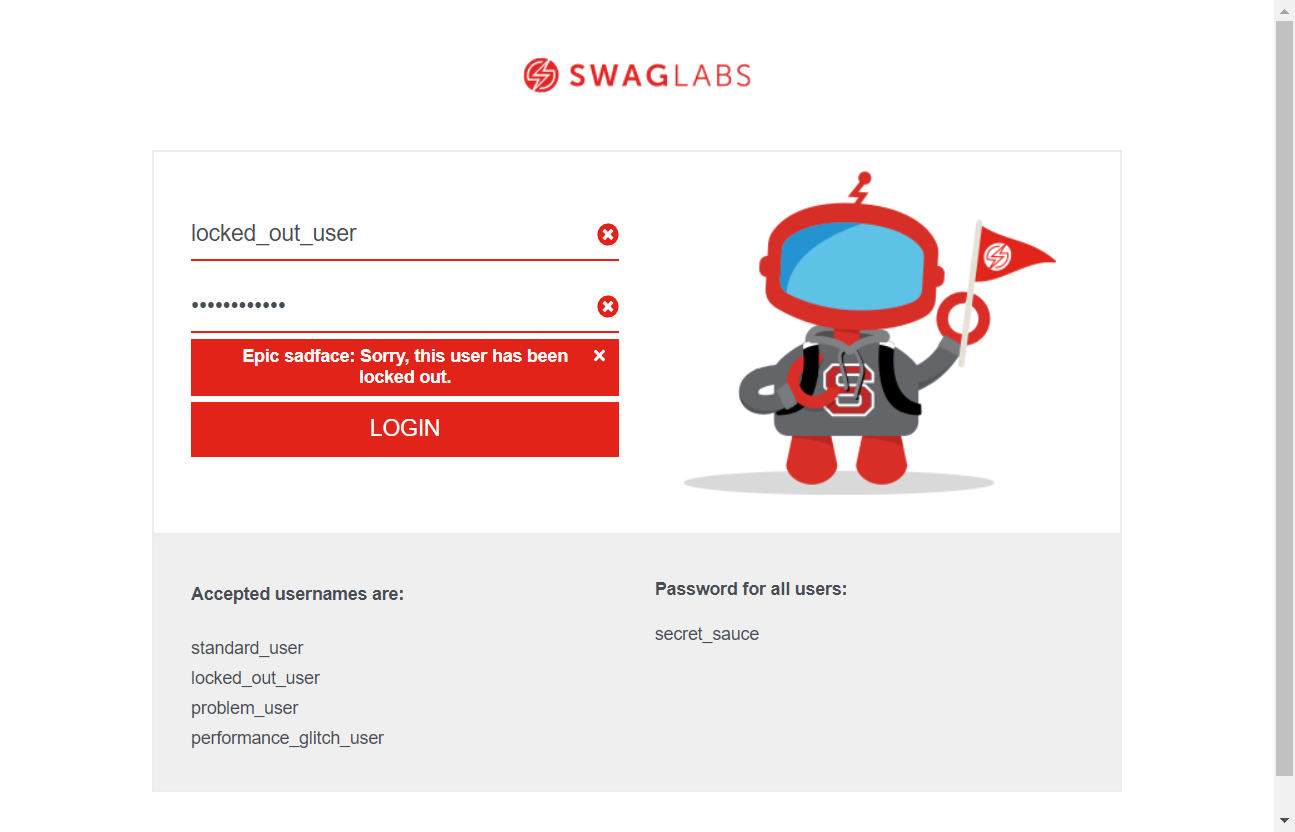 SWAGLABS
locked_out_user
••••••••••••
Epic sadface: Sorry, this user has been
locked out.
LOGIN
S
Accepted usernames are:
standard_user
locked_out_user
problem_user
performance_glitch_user
Password for all users:
secret_sauce